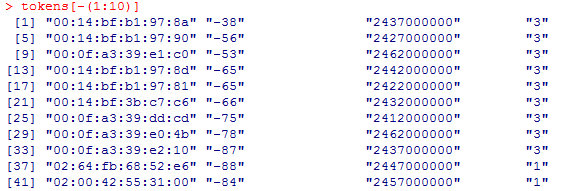 > tokens[-(1:10)]
[1] "00:14:bf:b1:97:8a" "-38" "2437000000" "3"
[5] "00:14:bf:b1:97:90" "-56" "2427000000" "3"
[9] "00:0f:a3:39:e1:c0" "-53" "2462000000" "3"
[13] "00:14:bf:b1:97:8d" "-65" "2442000000" "3"
[17] "00:14:bf:b1:97:81" "-65" "2422000000" "3"
[21] "00:14:bf:3b:c7:c6" "-66" "2432000000" "3"
[25] "00:0f:a3:39:dd:cd" "-75" "2412000000" "3"
[29] "00:0f:a3:39:e0:4b" "-78" "2462000000" "3"
[33] "00:0f:a3:39:e2:10" "-87" "2437000000" "3"
[37] "02:64:fb:68:52:e6" "-88" "2447000000" "1"
[41] "02:00:42:55:31:00" "-84" "2457000000" "1"